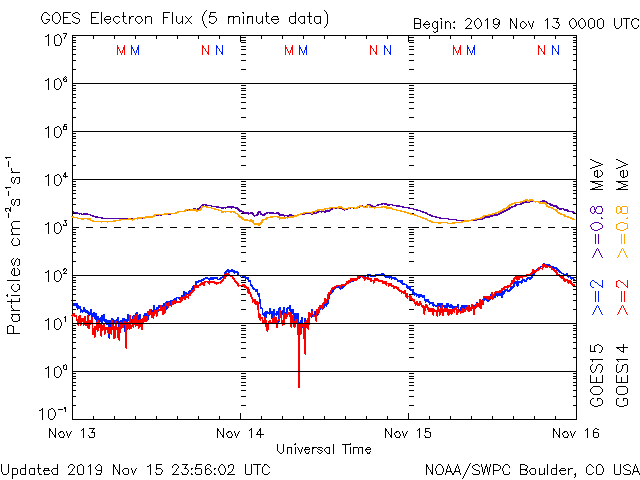 GOES Electron Flux (5 minute data)
Begin: 2019 Nov 13 0000 UTC
M M N N M M N N M M N N
10⁷
10⁶
10⁵
10⁴
10³
10²
10¹
10⁰
10⁻¹
Particles cm⁻²s⁻¹sr⁻¹
Nov 13 Nov 14 Nov 15 Nov 16
Universal Time
GOES15 >=2 >=0.8 MeV
GOES14 >=2 >=0.8 MeV
Updated 2019 Nov 15 23:56:02 UTC
NOAA/SWPC Boulder, CO USA